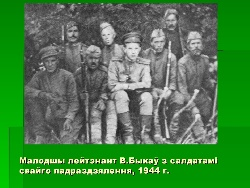 Малодшы лейтэнант В.Быкаў з салдатамі
свайго падраздзялення, 1944 г.